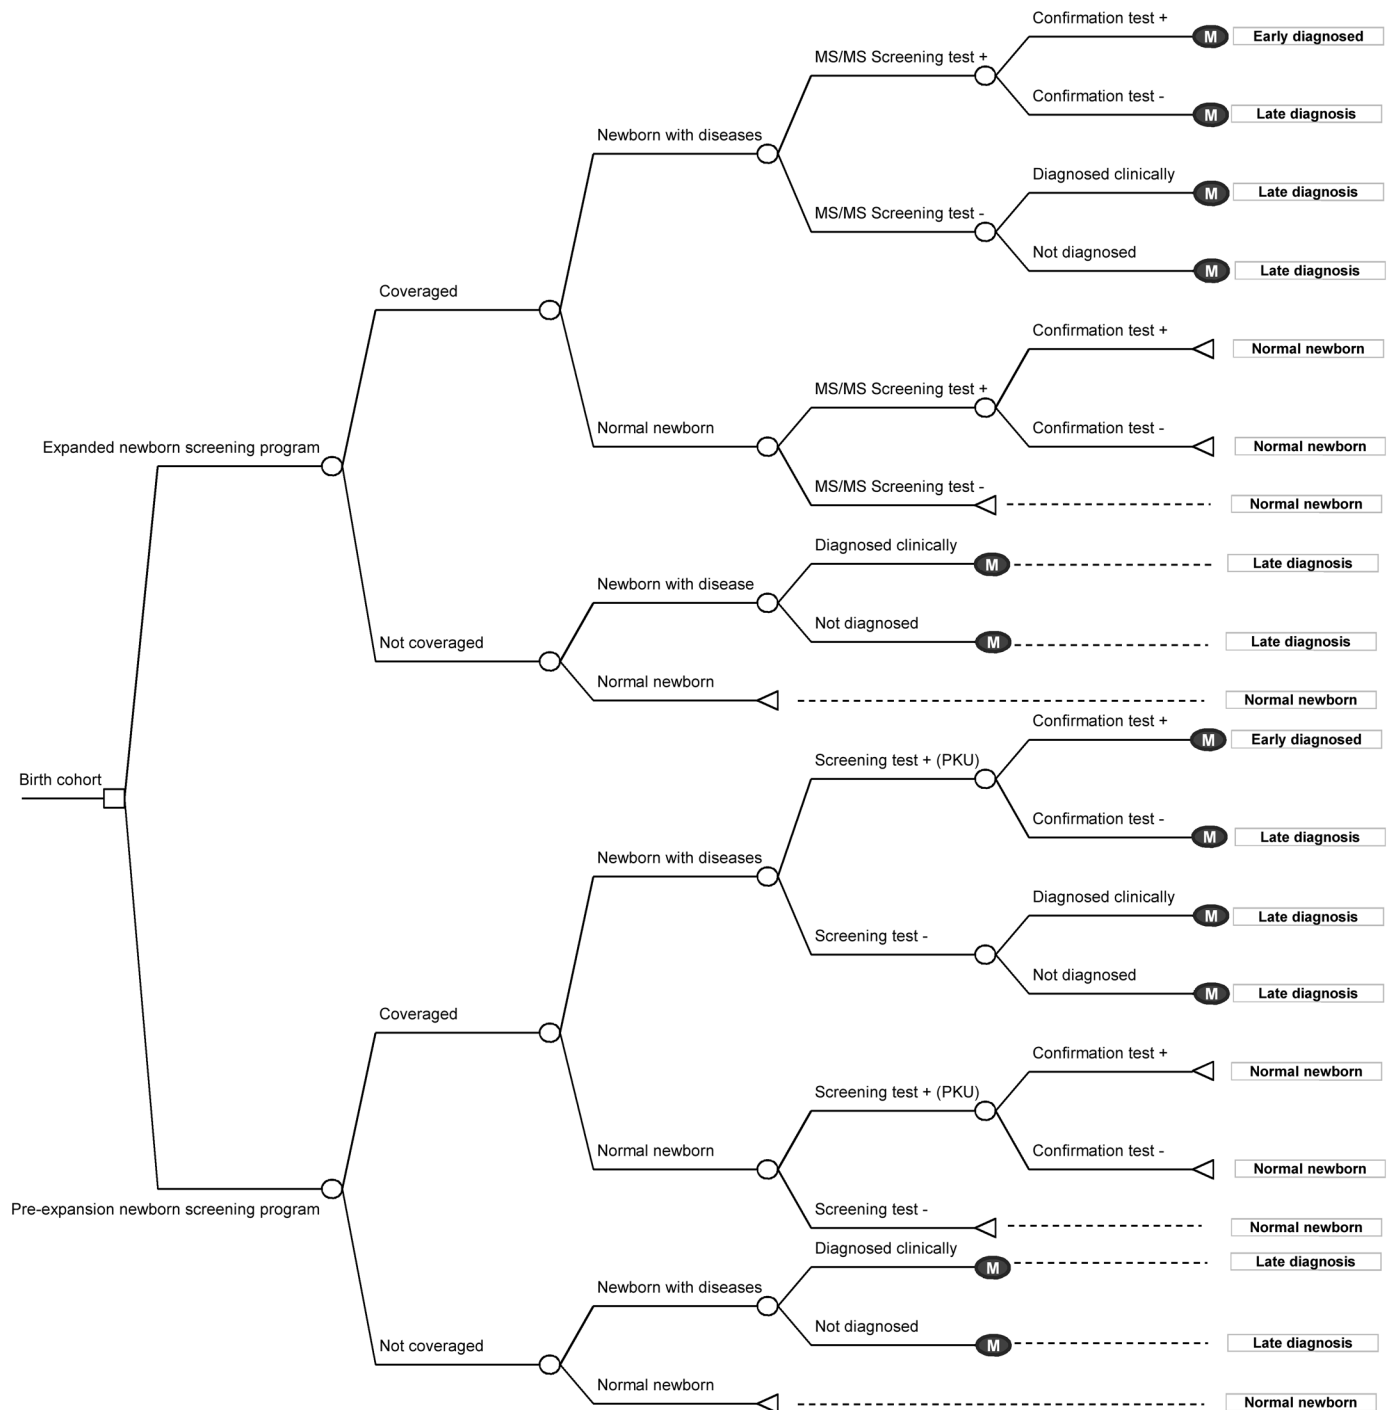 Confirmation test +
M Early diagnosed
MS/MS Screening test +
Confirmation test -
M Late diagnosis
Newborn with diseases
Diagnosed clinically
M Late diagnosis
MS/MS Screening test -
Not diagnosed
M Late diagnosis
Coveraged
Confirmation test +
Normal newborn
MS/MS Screening test +
Normal newborn
Confirmation test -
Normal newborn
Expanded newborn screening program
MS/MS Screening test -
Normal newborn
Diagnosed clinically
M Late diagnosis
Newborn with disease
Not diagnosed
M Late diagnosis
Not coveraged
Normal newborn
Normal newborn
Confirmation test +
M Early diagnosed
Screening test + (PKU)
Birth cohort
Confirmation test -
M Late diagnosis
Newborn with diseases
Diagnosed clinically
M Late diagnosis
Screening test -
Not diagnosed
M Late diagnosis
Coveraged
Confirmation test +
Normal newborn
Screening test + (PKU)
Normal newborn
Confirmation test -
Normal newborn
Pre-expansion newborn screening program
Screening test -
Normal newborn
Diagnosed clinically
M Late diagnosis
Newborn with diseases
Not diagnosed
M Late diagnosis
Not coveraged
Normal newborn
Normal newborn